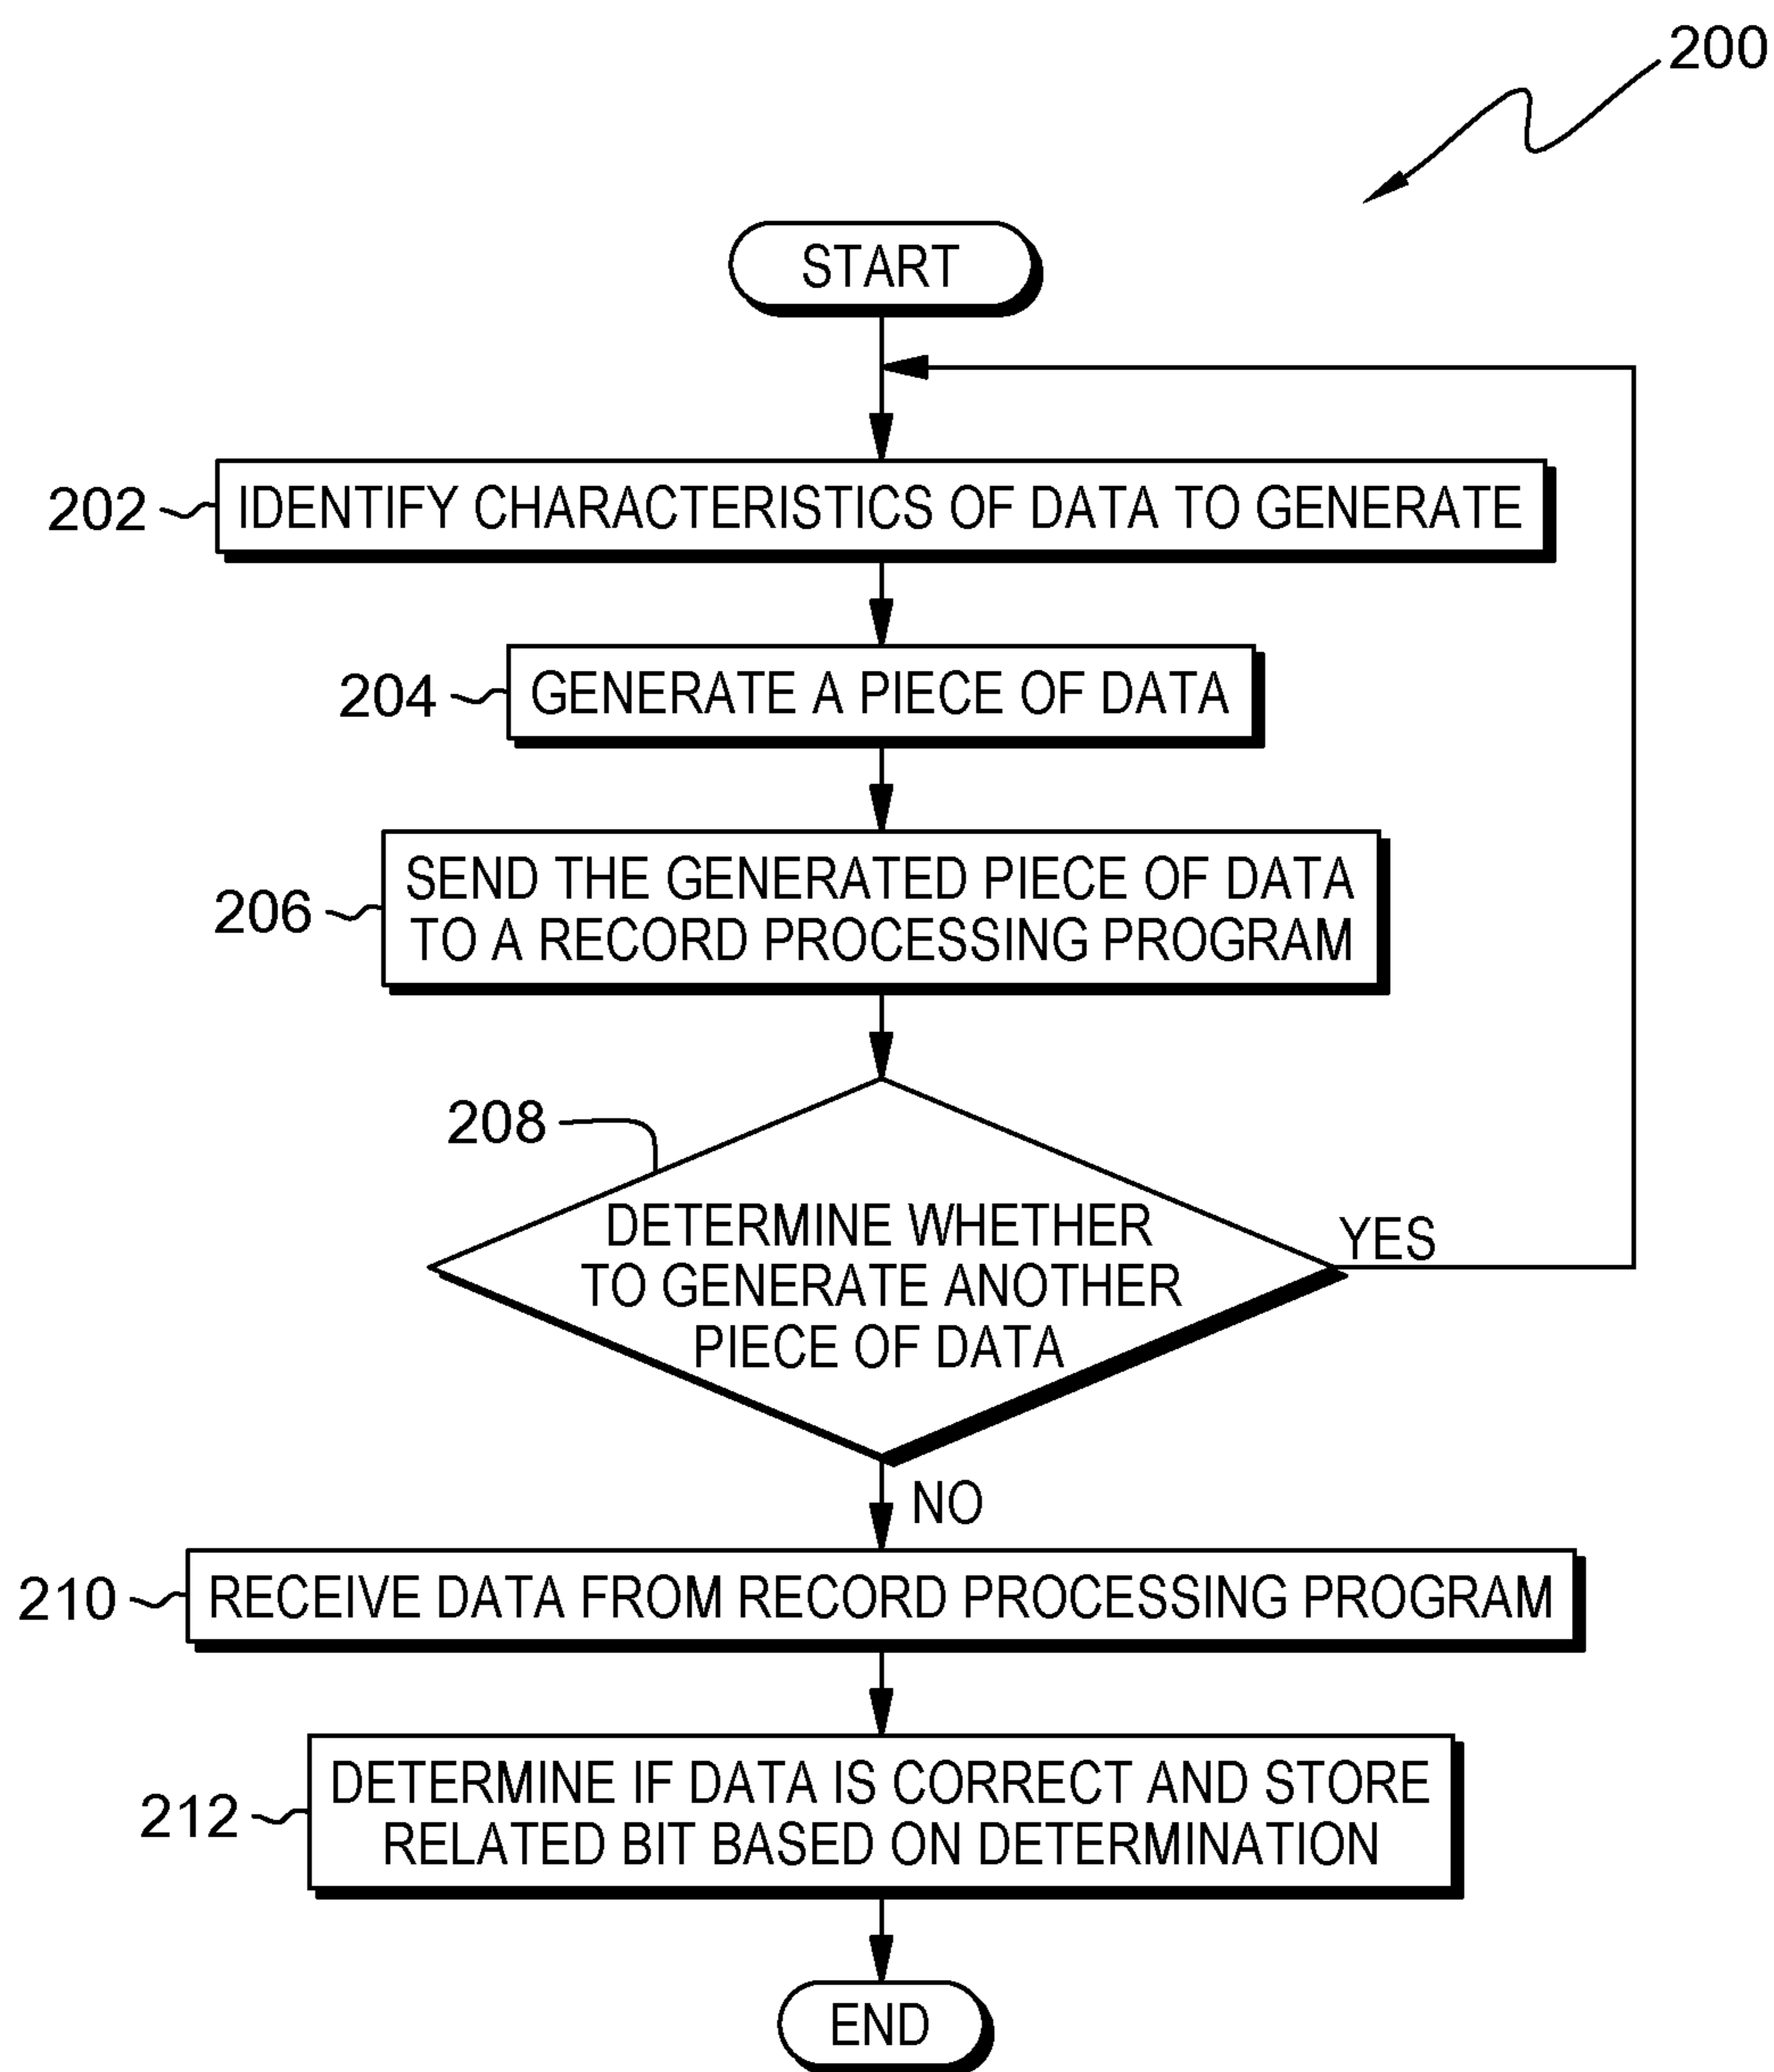 200
START
202
IDENTIFY CHARACTERISTICS OF DATA TO GENERATE
204
GENERATE A PIECE OF DATA
206
SEND THE GENERATED PIECE OF DATA
TO A RECORD PROCESSING PROGRAM
208
DETERMINE WHETHER
TO GENERATE ANOTHER
PIECE OF DATA
YES
NO
210
RECEIVE DATA FROM RECORD PROCESSING PROGRAM
212
DETERMINE IF DATA IS CORRECT AND STORE
RELATED BIT BASED ON DETERMINATION
END